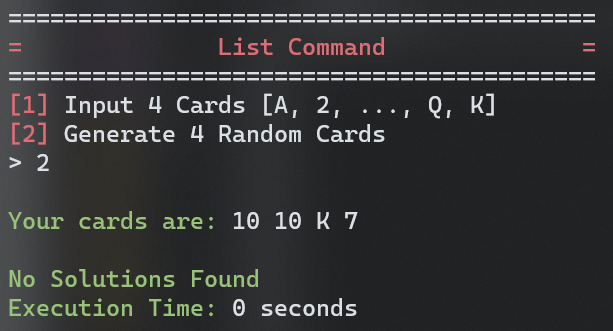 ==========================================
= List Command =
==========================================
[1] Input 4 Cards [A, 2, ..., Q, K]
[2] Generate 4 Random Cards
> 2
Your cards are: 10 10 K 7
No Solutions Found
Execution Time: 0 seconds